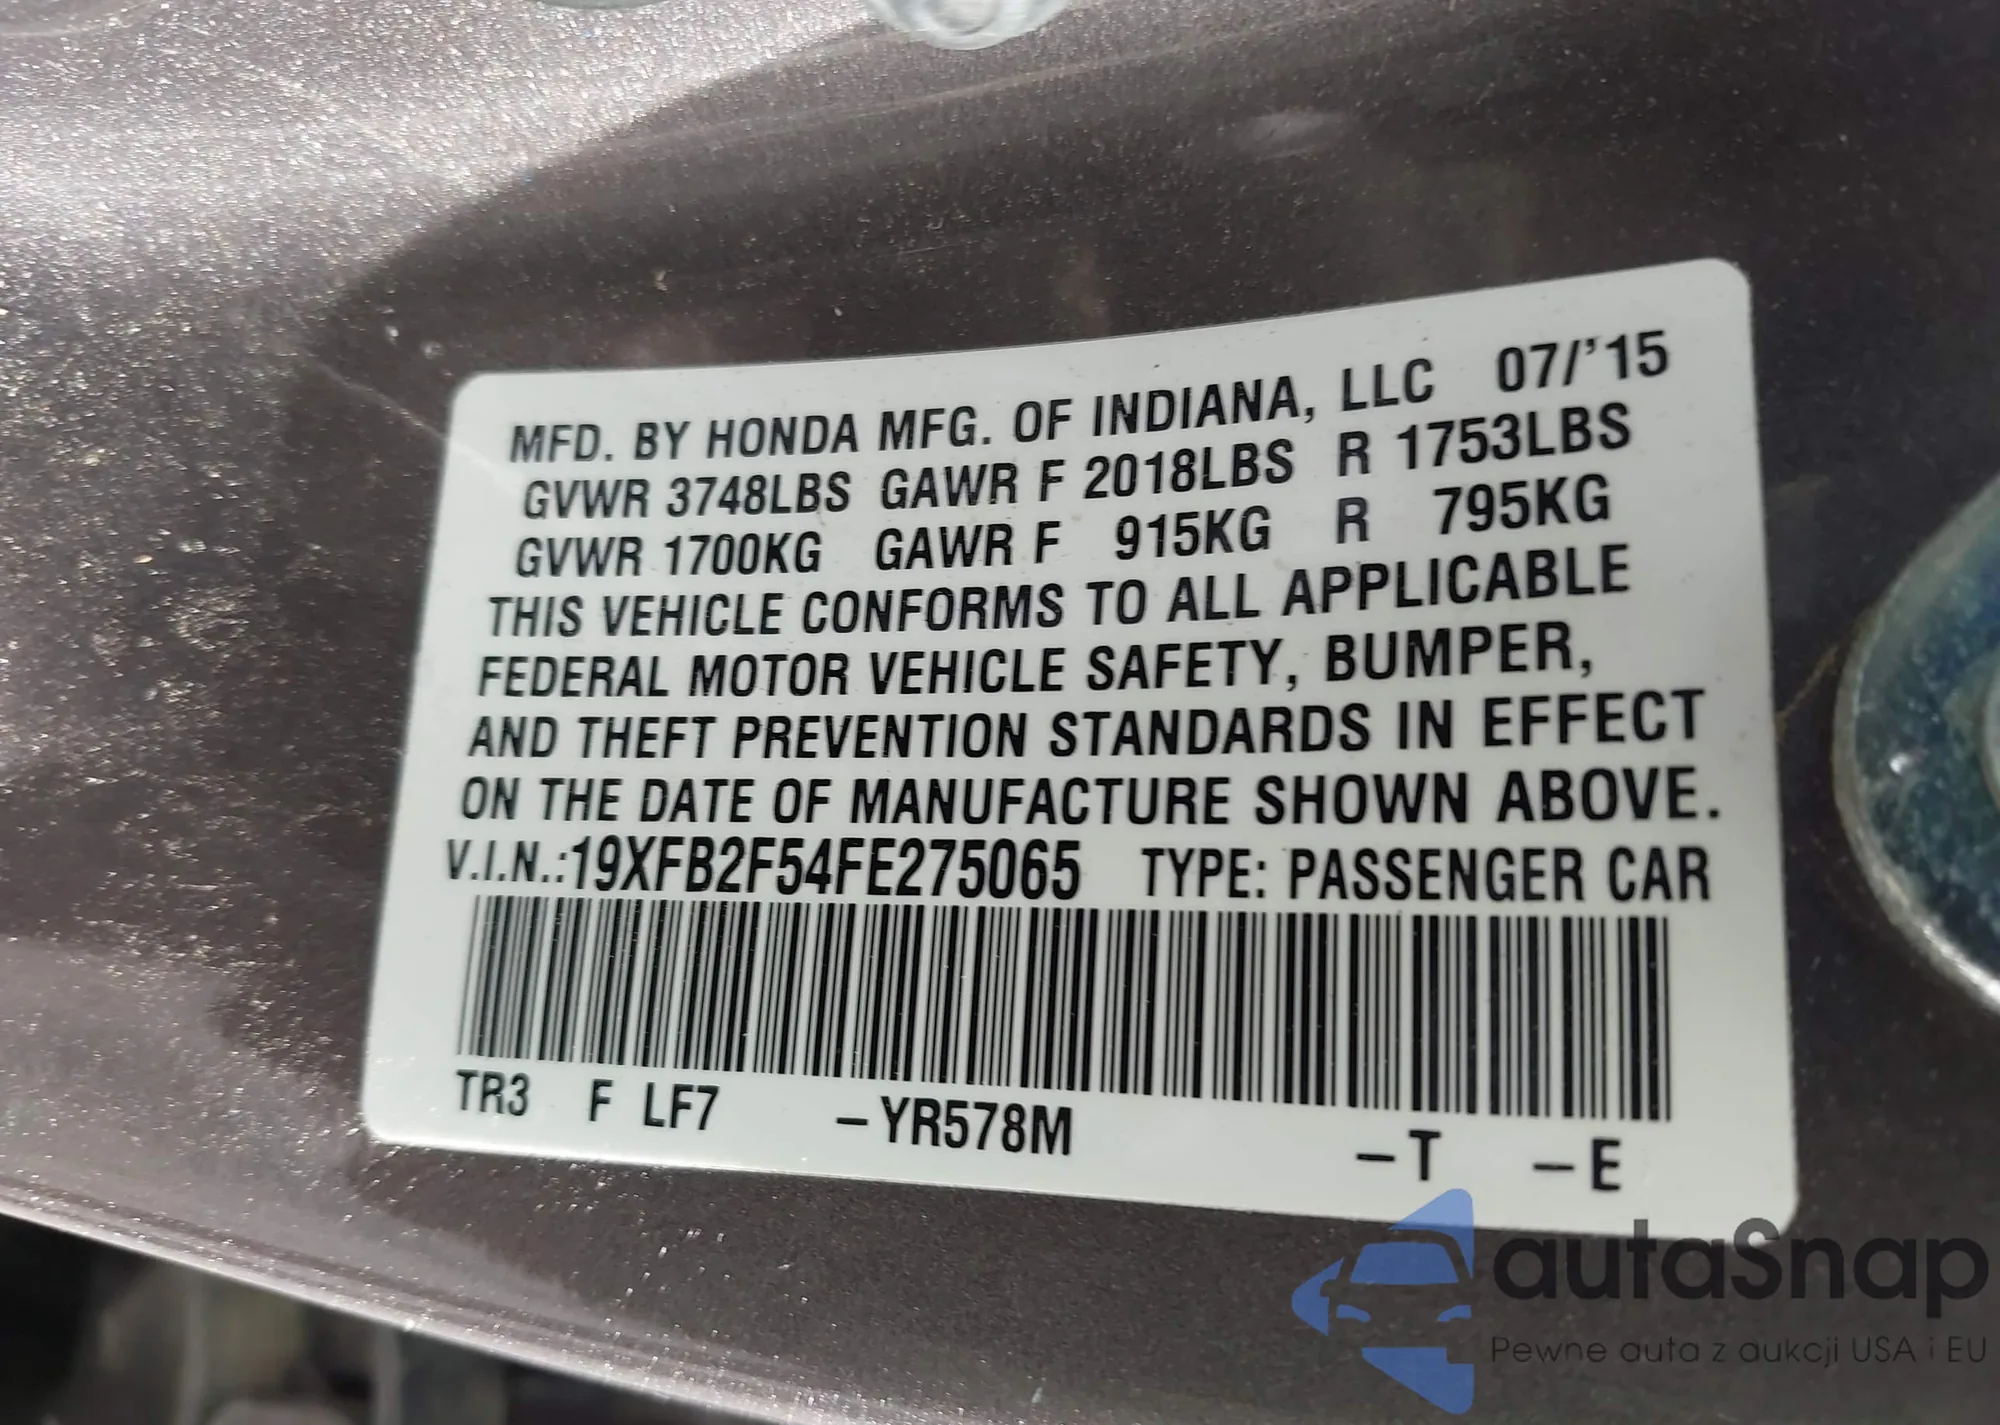 MFD. BY HONDA MFG. OF INDIANA, LLC 07/'15
GVWR 3748LBS GAWR F 2018LBS R 1753LBS
GVWR 1700KG GAWR F 915KG R 795KG
THIS VEHICLE CONFORMS TO ALL APPLICABLE
FEDERAL MOTOR VEHICLE SAFETY, BUMPER,
AND THEFT PREVENTION STANDARDS IN EFFECT
ON THE DATE OF MANUFACTURE SHOWN ABOVE.
V.I.N.:19XFB2F54FE275065 TYPE: PASSENGER CAR
TR3 F LF7 –YR578M –T –E
autaSnap
Pewne auta z aukcji USA i EU